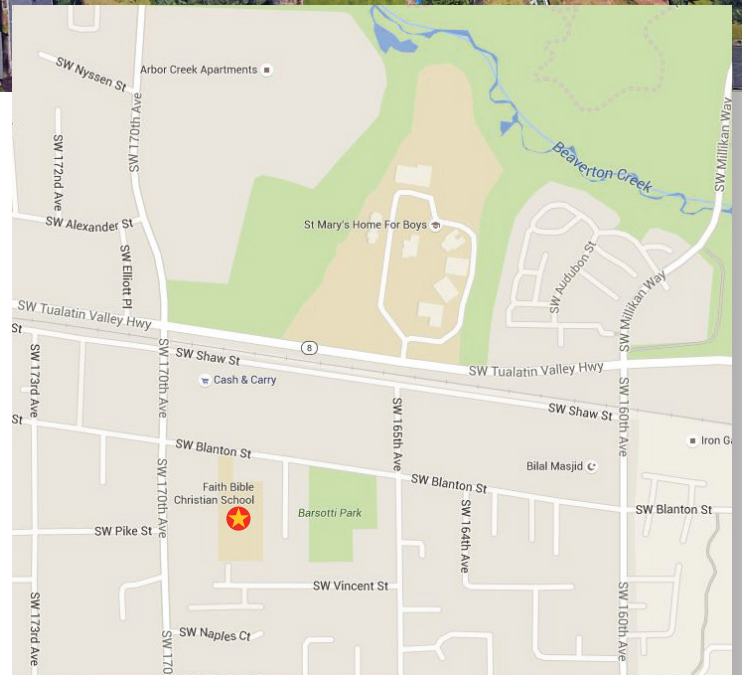 SW Nyssen St
Arbor Creek Apartments
SW 170th Ave
SW Millikan Way
Beaverton Creek
SW 172nd Ave
SW Alexander St
St Mary's Home For Boys
SW Elliott Pl
SW Audubon St
SW Millikan Way
SW Tualatin Valley Hwy
St
SW Shaw St
8
SW Tualatin Valley Hwy
SW 173rd Ave
SW 170th Ave
Cash & Carry
SW 165th Ave
SW Shaw St
SW 160th Ave
St
SW Blanton St
Iron Ga
Bilal Masjid
SW 170th Ave
Faith Bible
Christian School
SW Blanton St
SW Blanton St
Barsotti Park
SW 164th Ave
SW Pike St
SW Vincent St
SW 173rd Ave
SW 160th Ave
SW Naples Ct
SW 170